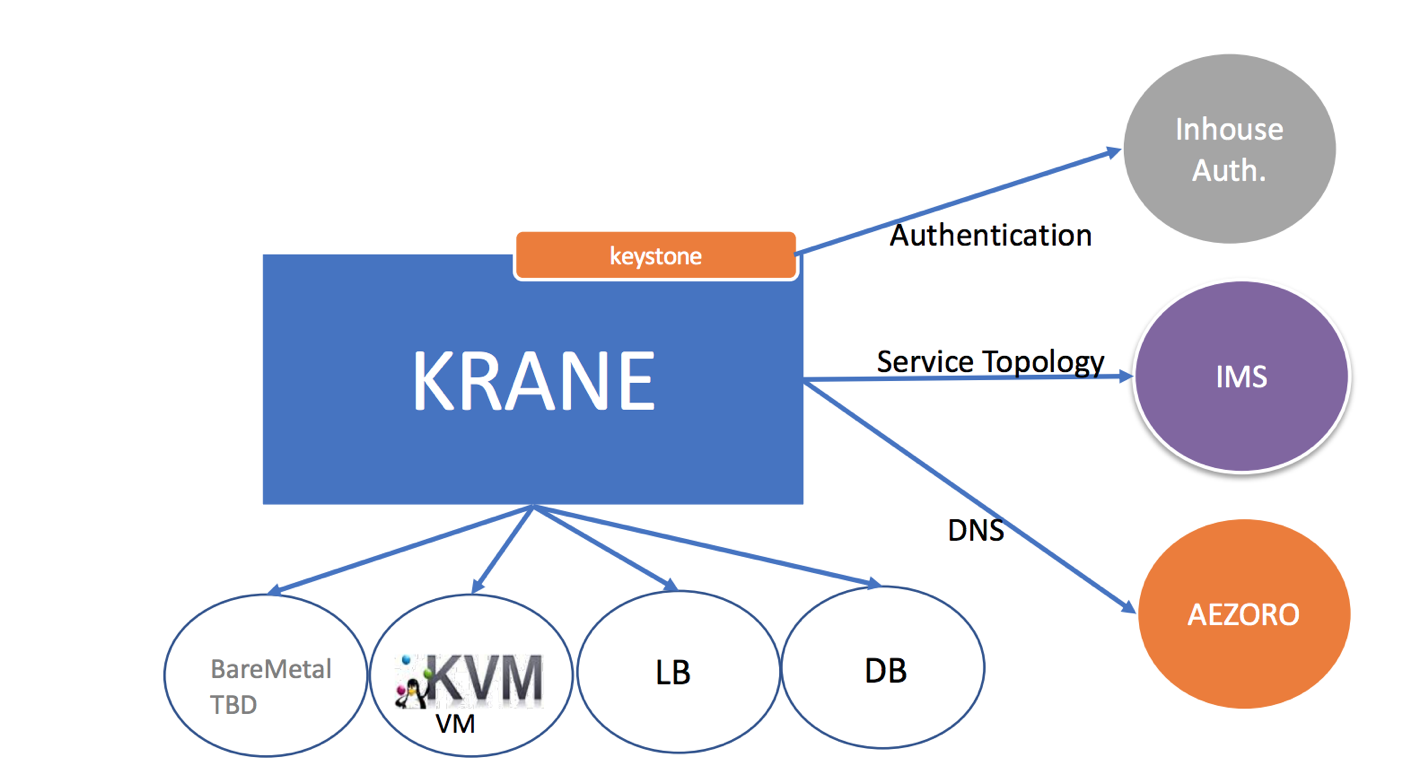 Inhouse
Auth.
Authentication
keystone
KRANE
Service Topology
IMS
DNS
AEZORO
BareMetal
TBD
KVM
VM
LB
DB